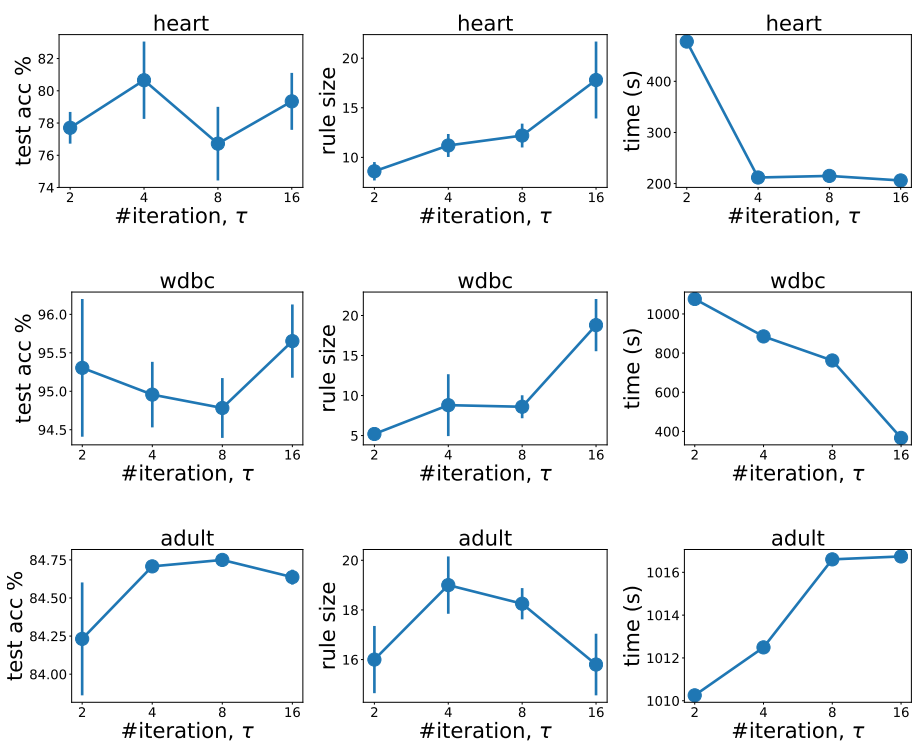 heart
test acc %
82
80
78
76
74
2 4 8 16
#iteration, τ
heart
rule size
20
15
10
2 4 8 16
#iteration, τ
heart
time (s)
400
300
200
2 4 8 16
#iteration, τ
wdbc
test acc %
96.0
95.5
95.0
94.5
2 4 8 16
#iteration, τ
wdbc
rule size
20
15
10
5
2 4 8 16
#iteration, τ
wdbc
time (s)
1000
800
600
400
2 4 8 16
#iteration, τ
adult
test acc %
84.75
84.50
84.25
84.00
2 4 8 16
#iteration, τ
adult
rule size
20
18
16
2 4 8 16
#iteration, τ
adult
time (s)
1016
1014
1012
1010
2 4 8 16
#iteration, τ